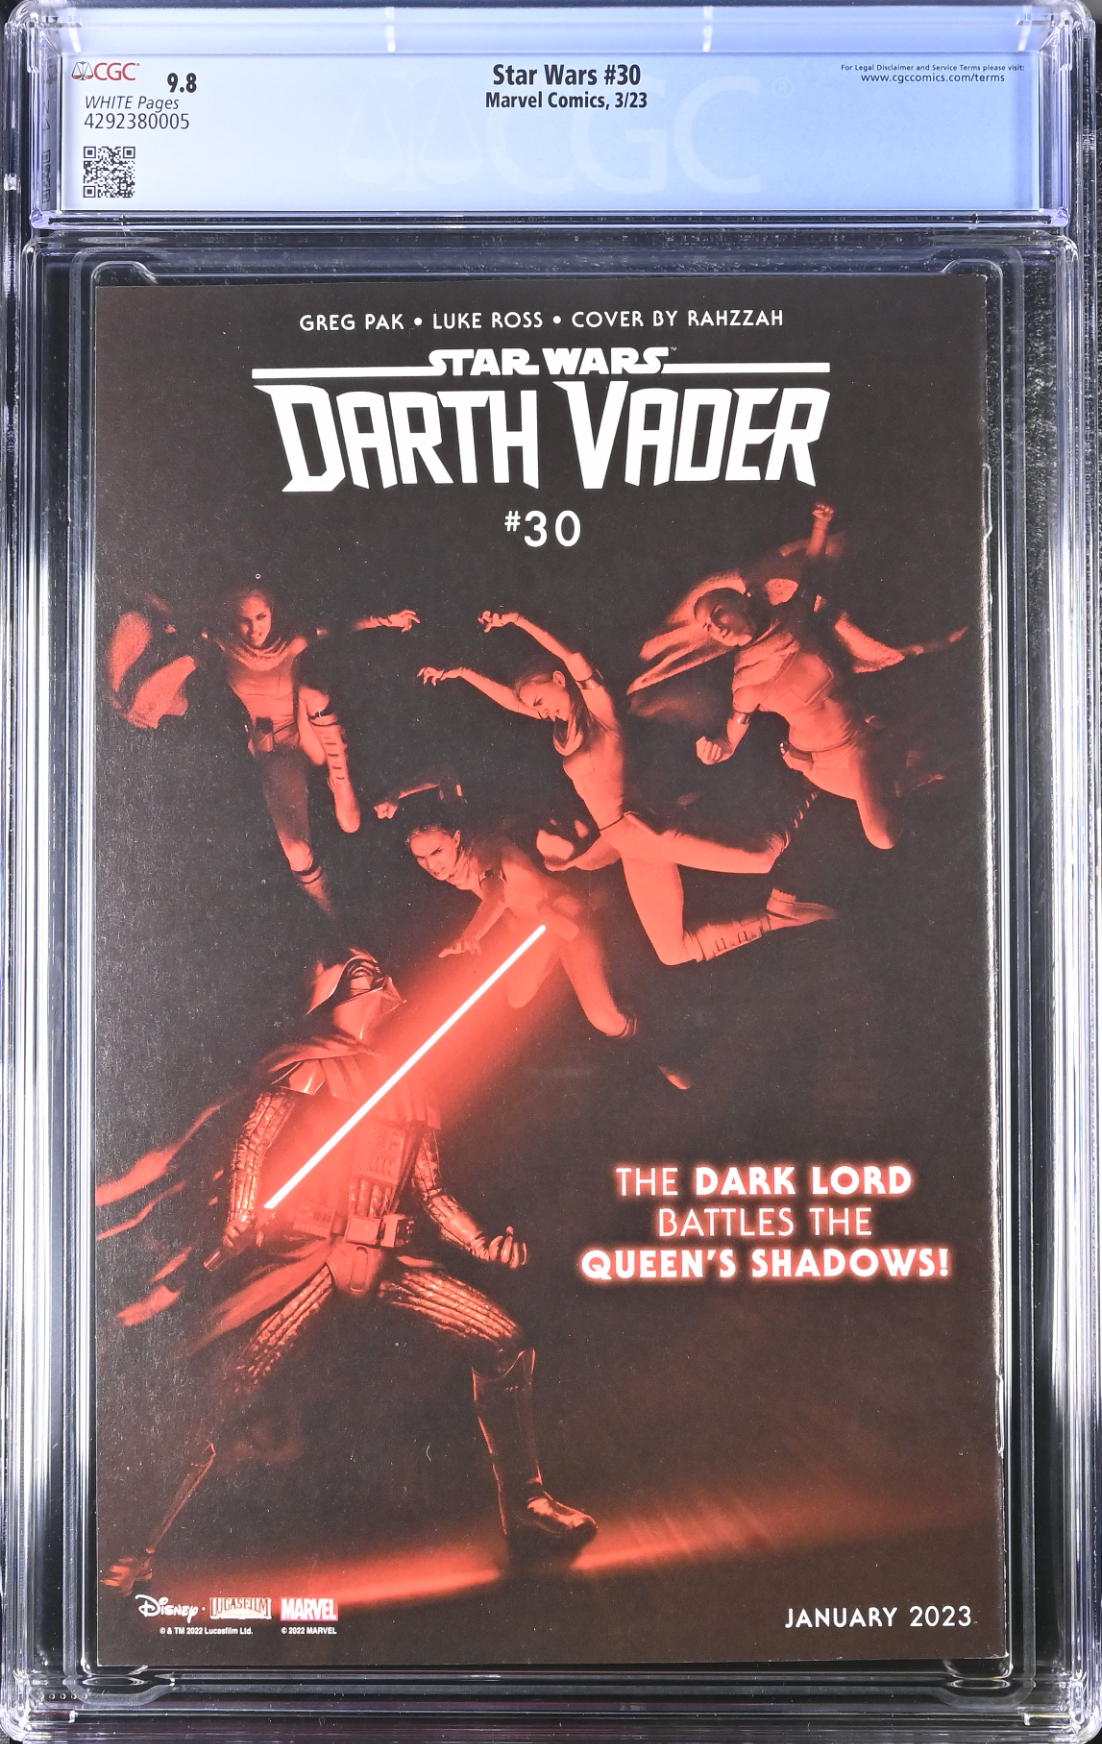 CGC
9.8
WHITE Pages
4292380005
Star Wars #30
Marvel Comics, 3/23
For Legal Disclaimer and Service Terms please visit:
www.cgccomics.com/terms
CGC®
GREG PAK • LUKE ROSS • COVER BY RAHZZAH
STAR WARS™
DARTH VADER
#30
THE DARK LORD
BATTLES THE
QUEEN'S SHADOWS!
Disney · LUCASFILM MARVEL
© & TM 2022 Lucasfilm Ltd. © 2022 MARVEL
JANUARY 2023